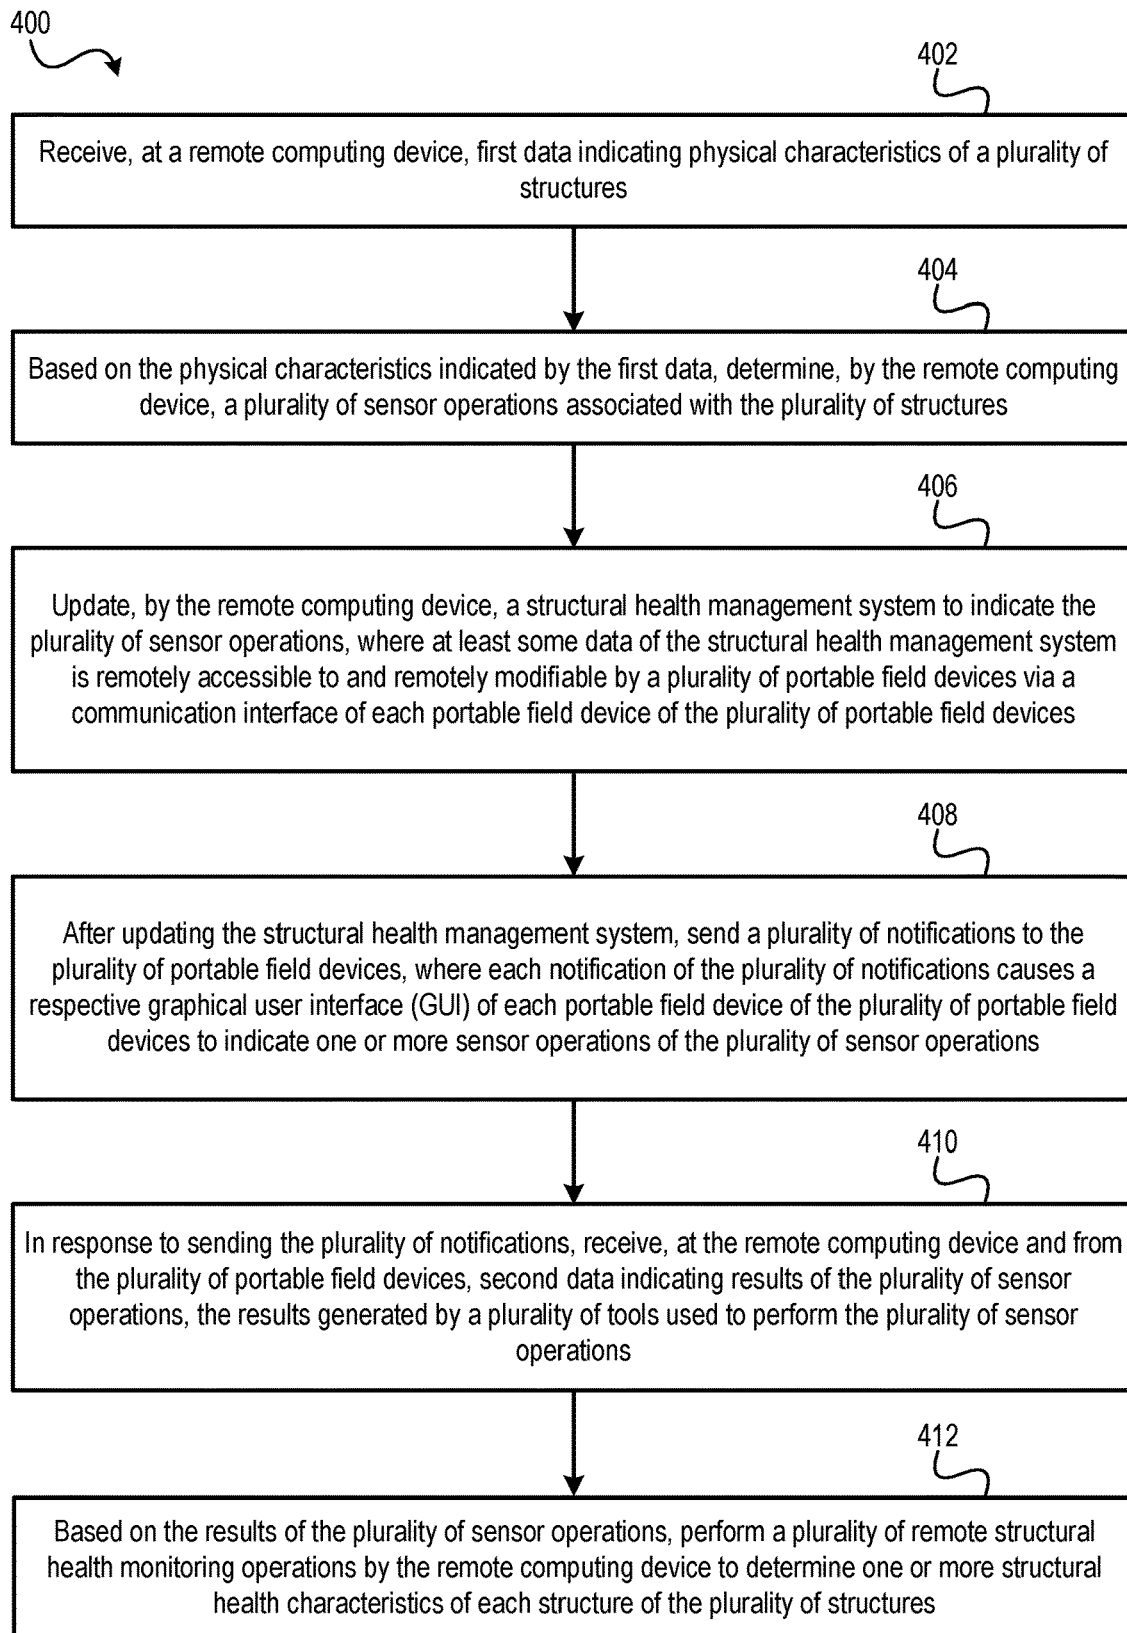 400
402
Receive, at a remote computing device, first data indicating physical characteristics of a plurality of
structures
404
Based on the physical characteristics indicated by the first data, determine, by the remote computing
device, a plurality of sensor operations associated with the plurality of structures
406
Update, by the remote computing device, a structural health management system to indicate the
plurality of sensor operations, where at least some data of the structural health management system
is remotely accessible to and remotely modifiable by a plurality of portable field devices via a
communication interface of each portable field device of the plurality of portable field devices
408
After updating the structural health management system, send a plurality of notifications to the
plurality of portable field devices, where each notification of the plurality of notifications causes a
respective graphical user interface (GUI) of each portable field device of the plurality of portable field
devices to indicate one or more sensor operations of the plurality of sensor operations
410
In response to sending the plurality of notifications, receive, at the remote computing device and from
the plurality of portable field devices, second data indicating results of the plurality of sensor
operations, the results generated by a plurality of tools used to perform the plurality of sensor
operations
412
Based on the results of the plurality of sensor operations, perform a plurality of remote structural
health monitoring operations by the remote computing device to determine one or more structural
health characteristics of each structure of the plurality of structures